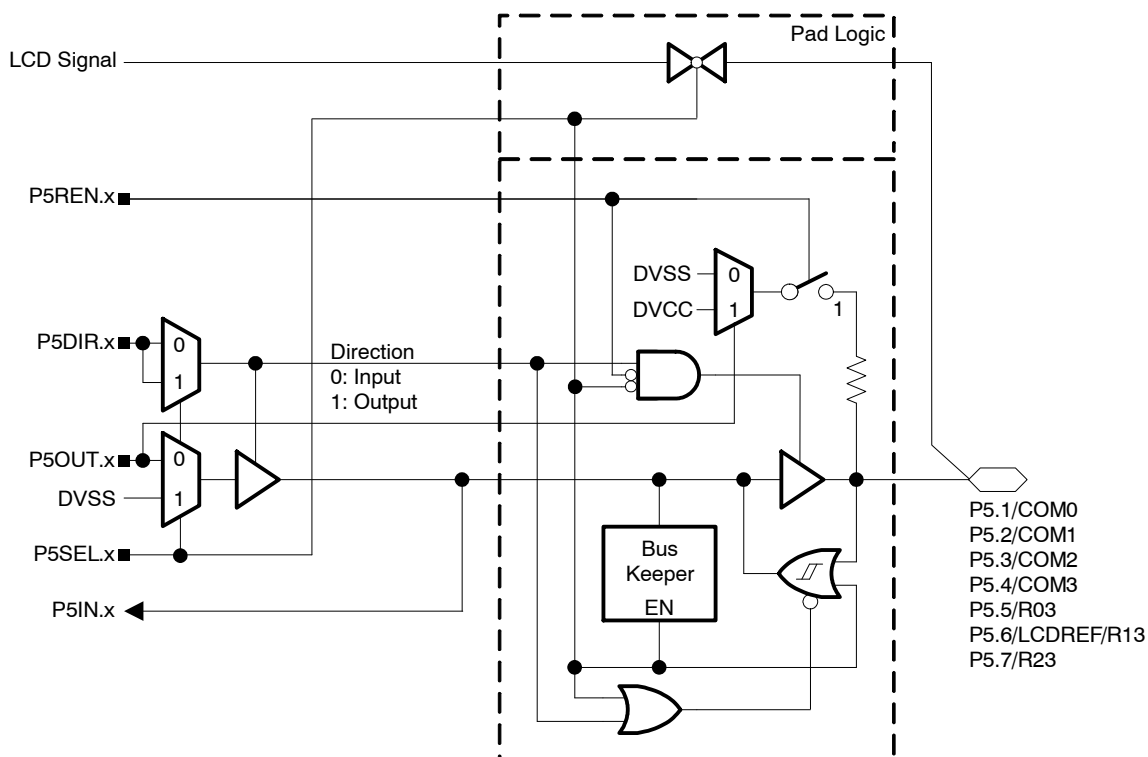 Pad Logic
LCD Signal
P5REN.x
DVSS
0
DVCC
1
1
P5DIR.x
0
1
Direction
0: Input
1: Output
P5OUT.x
0
DVSS
1
P5SEL.x
P5IN.x
Bus
Keeper
EN
P5.1/COM0
P5.2/COM1
P5.3/COM2
P5.4/COM3
P5.5/R03
P5.6/LCDREF/R13
P5.7/R23